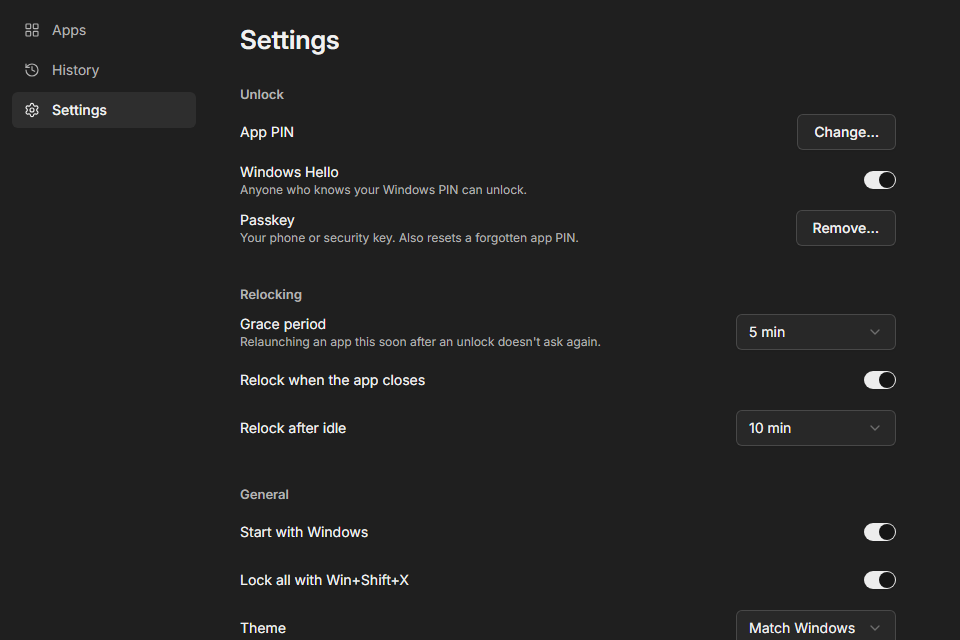 Apps
History
Settings
Settings
Unlock
App PIN
Change...
Windows Hello
Anyone who knows your Windows PIN can unlock.
Passkey
Your phone or security key. Also resets a forgotten app PIN.
Remove...
Relocking
Grace period
Relaunching an app this soon after an unlock doesn't ask again.
5 min
Relock when the app closes
Relock after idle
10 min
General
Start with Windows
Lock all with Win+Shift+X
Theme
Match Windows